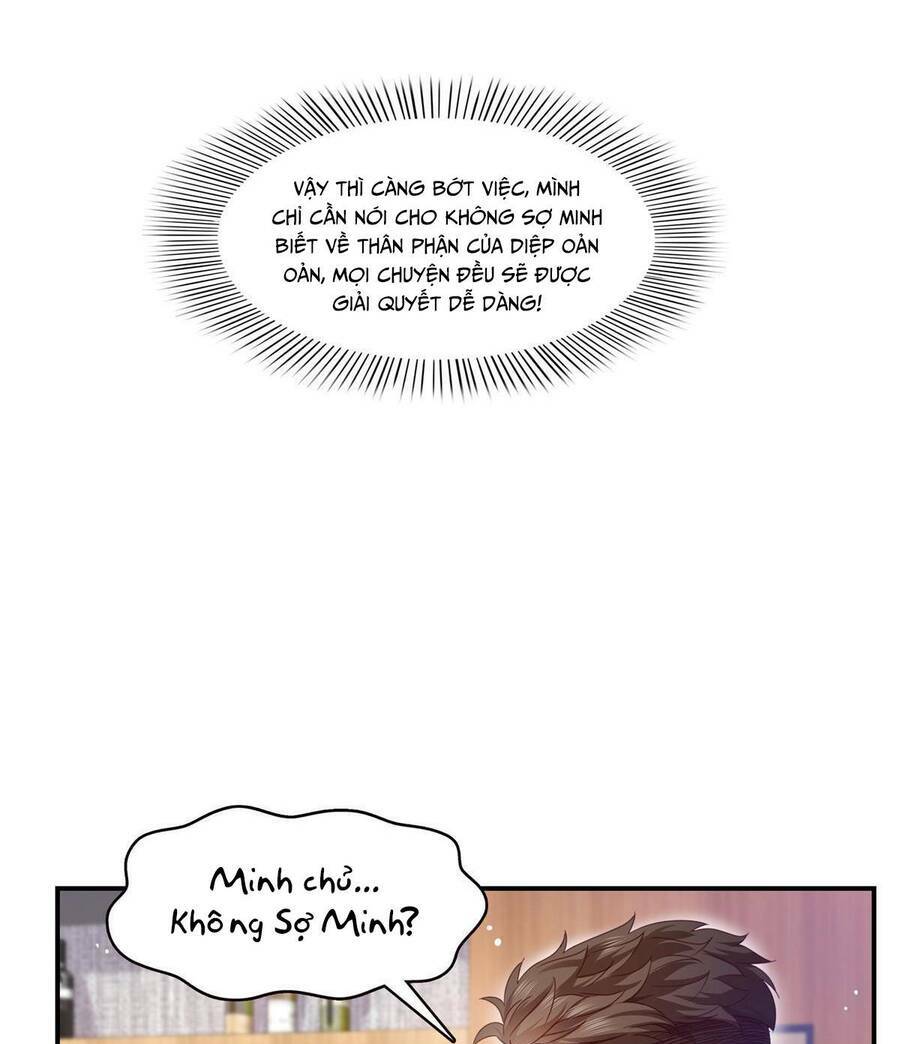 VẬY THÌ CÀNG BỚT VIỆC, MÌNH
CHỈ CẦN NÓI CHO KHÔNG SỢ MINH
BIẾT VỀ THÂN PHẬN CỦA DIỆP OẢN
OẢN, MỌI CHUYỆN ĐỀU SẼ ĐƯỢC
GIẢI QUYẾT DỄ DÀNG!
Minh chủ...
Không Sợ Minh?